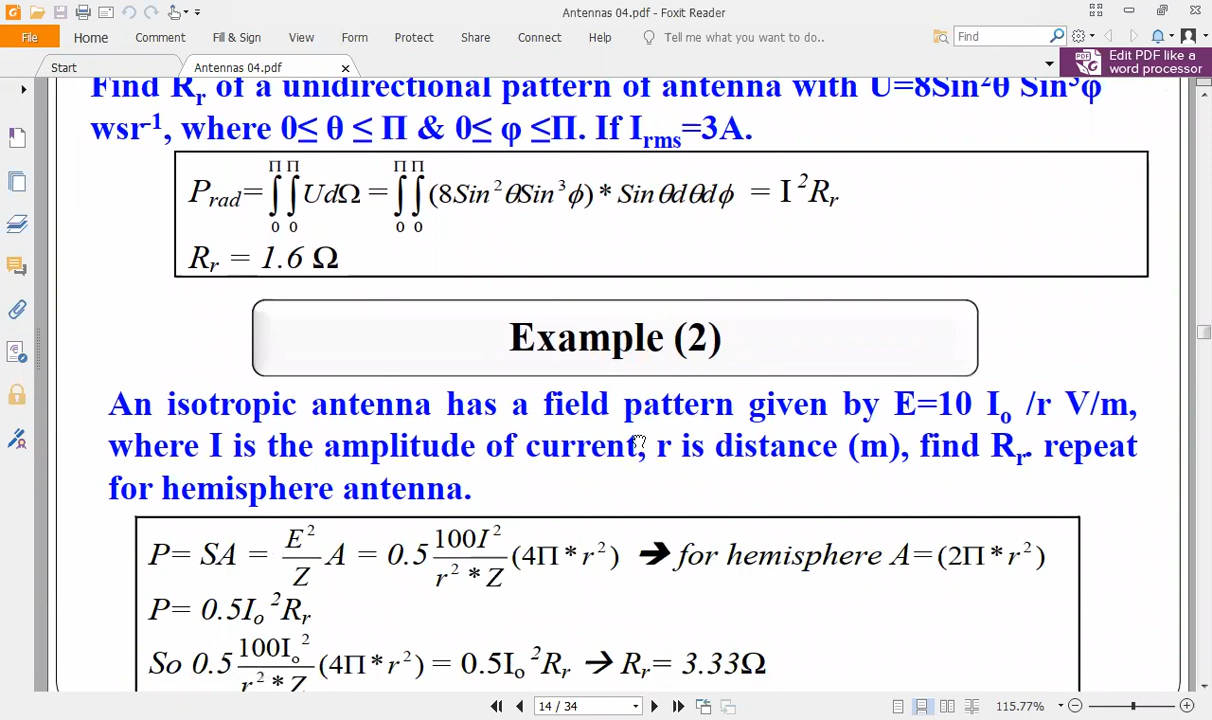 Antennas 04.pdf - Foxit Reader
File Home Comment Fill & Sign View Form Protect Share Connect Help Tell me what you want to do.. Find
Start Antennas 04.pdf
Edit PDF like a
word processor
Find Rr of a unidirectional pattern of antenna with U=8Sin²θ Sin³φ
wsr⁻¹, where 0≤ θ ≤ Π & 0≤ φ ≤Π. If Irms=3A.
Prad= ∫₀^Π ∫₀^Π UdΩ = ∫₀^Π ∫₀^Π (8Sin²θSin³ϕ) * Sinθdθdϕ = I²Rr
Rr = 1.6 Ω
Example (2)
An isotropic antenna has a field pattern given by E=10 Io /r V/m,
where I is the amplitude of current, r is distance (m), find Rr. repeat
for hemisphere antenna.
P= SA = E²/Z A = 0.5 100I²/r² * Z (4Π * r²) ➔ for hemisphere A=(2Π * r²)
P= 0.5Io²Rr
So 0.5 100Io²/r² * Z (4Π * r²) = 0.5Io²Rr → Rr= 3.33Ω
14 / 34 115.77%